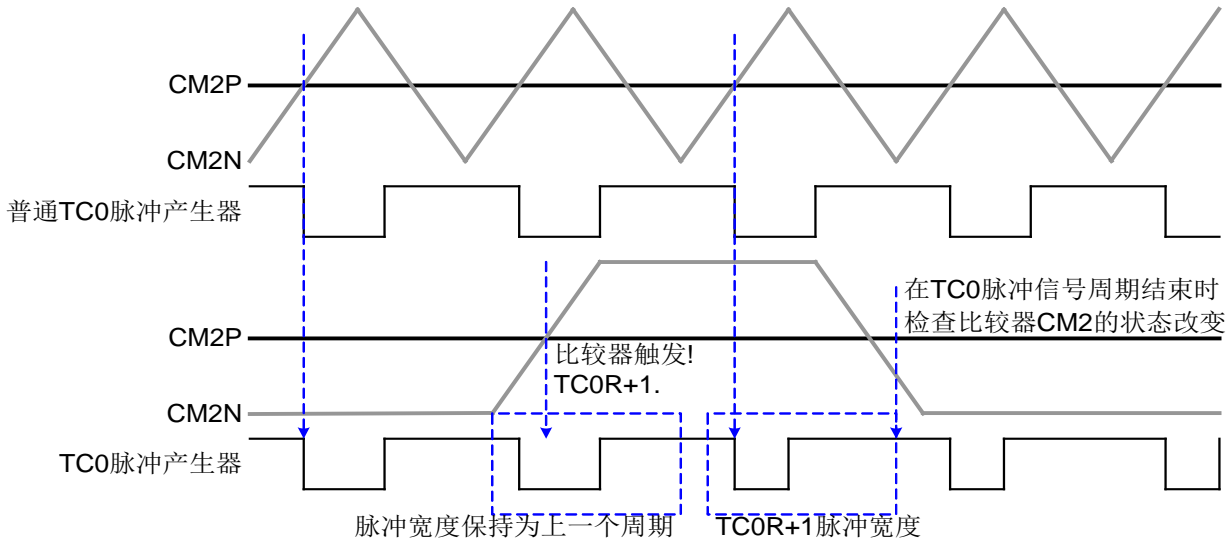 CM2P
CM2N
普通TC0脉冲产生器
在TC0脉冲信号周期结束时
检查比较器CM2的状态改变
CM2P
比较器触发!
TC0R+1.
CM2N
TC0脉冲产生器
脉冲宽度保持为上一个周期
TC0R+1脉冲宽度